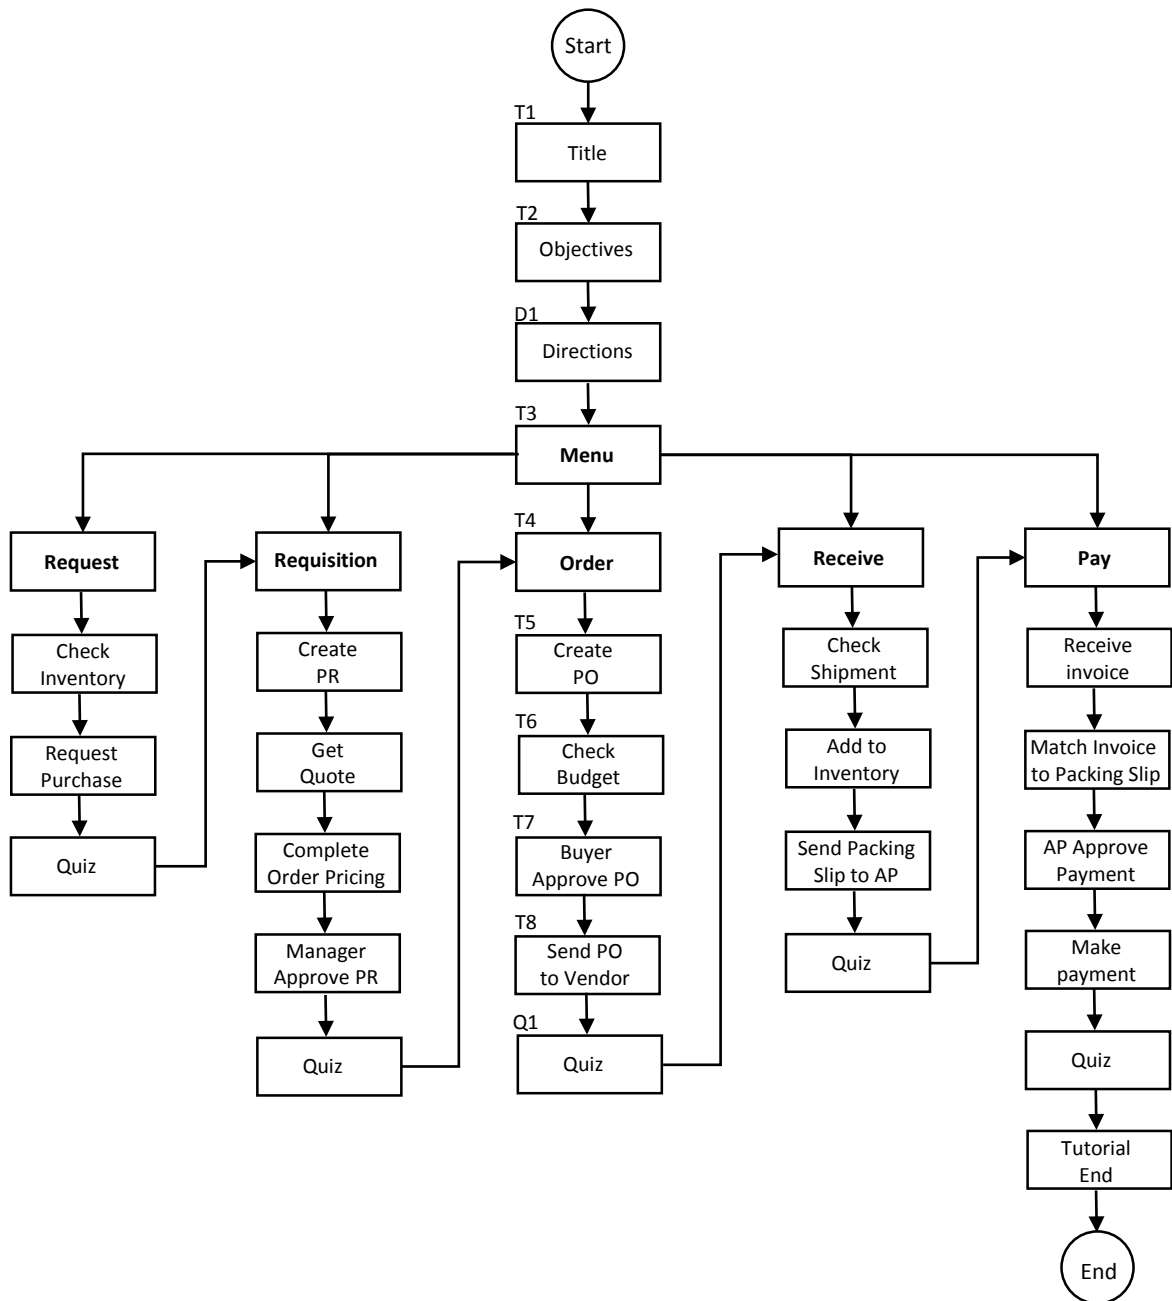 Start
T1
Title
T2
Objectives
D1
Directions
T3
Menu
Request
Check
Inventory
Request
Purchase
Quiz
Requisition
Create
PR
Get
Quote
Complete
Order Pricing
Manager
Approve PR
Quiz
T4
Order
T5
Create
PO
T6
Check
Budget
T7
Buyer
Approve PO
T8
Send PO
to Vendor
Q1
Quiz
Receive
Check
Shipment
Add to
Inventory
Send Packing
Slip to AP
Quiz
Pay
Receive
invoice
Match Invoice
to Packing Slip
AP Approve
Payment
Make
payment
Quiz
Tutorial
End
End